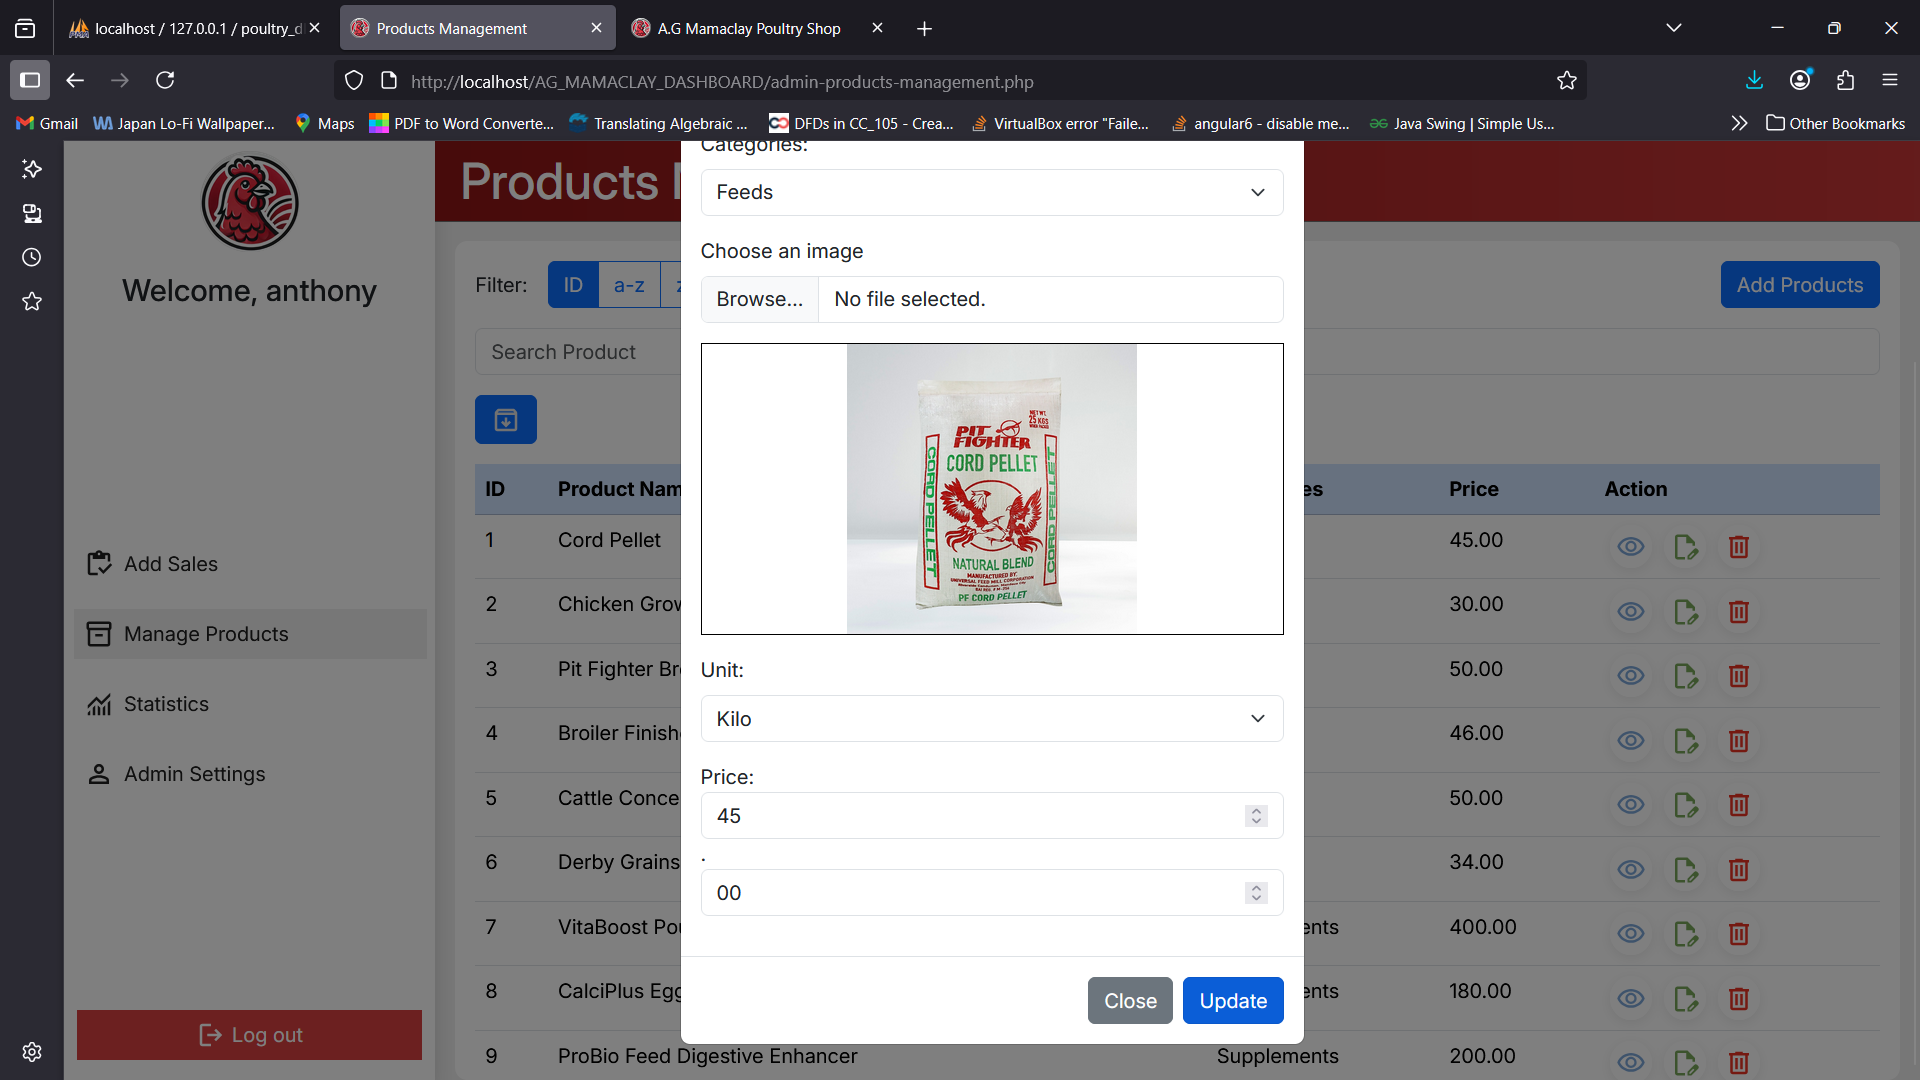 localhost / 127.0.0.1 / poultry_d
Products Management
A.G Mamaclay Poultry Shop
http://localhost/AG_MAMACLAY_DASHBOARD/admin-products-management.php
Gmail
Japan Lo-Fi Wallpaper...
Maps
PDF to Word Converte...
Translating Algebraic ...
DFDs in CC_105 - Crea...
VirtualBox error "Faile...
angular6 - disable me...
Java Swing | Simple Us...
Other Bookmarks
Welcome, anthony
Add Sales
Manage Products
Statistics
Admin Settings
Log out
Products
Filter:
ID
a-z
Add Products
Search Product
ID Product Nam es Price Action
1 Cord Pellet 45.00
2 Chicken Grow 30.00
3 Pit Fighter Br 50.00
4 Broiler Finish 46.00
5 Cattle Conce 50.00
6 Derby Grains 34.00
7 VitaBoost Pou ents 400.00
8 CalciPlus Egg ents 180.00
9 ProBio Feed Digestive Enhancer Supplements 200.00
Categories:
Feeds
Choose an image
Browse... No file selected.
NET WT.
25 KGS
WHEN PACKED
PIT
FIGHTER
CORD PELLET
CORD PELLET
CORD PELLET
NATURAL BLEND
MANUFACTURED BY:
UNIVERSAL FEED MILL CORPORATION
PF CORD PELLET
Unit:
Kilo
Price:
45
.
00
Close
Update